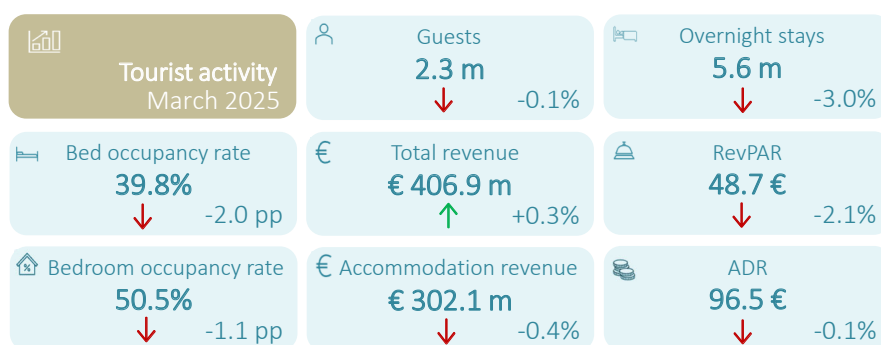 Tourist activity
March 2025
Guests
2.3 m
-0.1%
Overnight stays
5.6 m
-3.0%
Bed occupancy rate
39.8%
-2.0 pp
€ Total revenue
€ 406.9 m
+0.3%
RevPAR
48.7 €
-2.1%
% Bedroom occupancy rate
50.5%
-1.1 pp
€ Accommodation revenue
€ 302.1 m
-0.4%
ADR
96.5 €
-0.1%